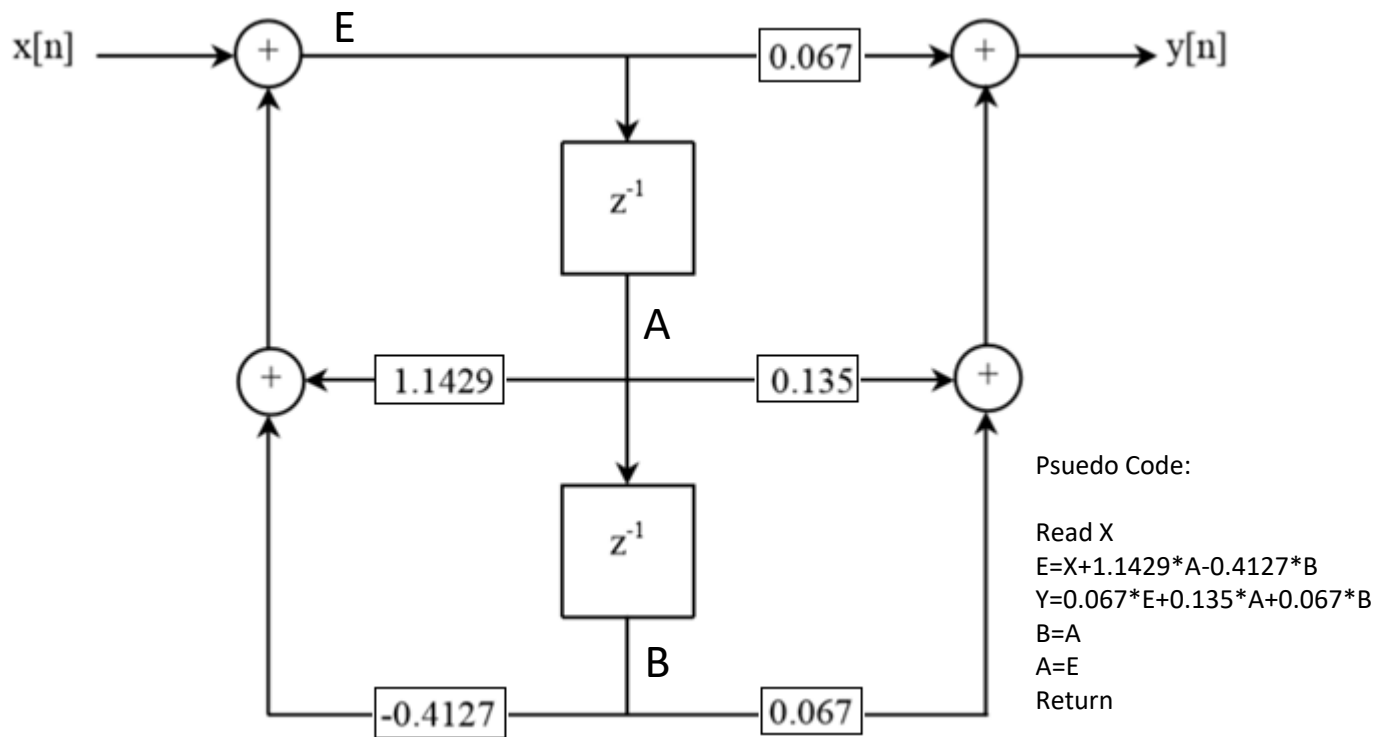 E
x[n]
+
0.067
+
y[n]
z-1
A
+
1.1429
0.135
+
Psuedo Code:
z-1
Read X
E=X+1.1429*A-0.4127*B
Y=0.067*E+0.135*A+0.067*B
B=A
B
A=E
Return
-0.4127
0.067